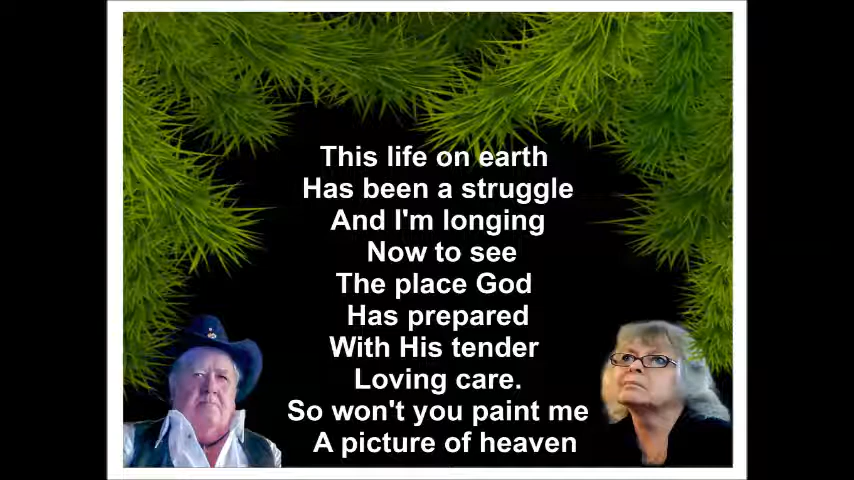 This life on earth
Has been a struggle
And I'm longing
Now to see
The place God
Has prepared
With His tender
Loving care.
So won't you paint me
A picture of heaven